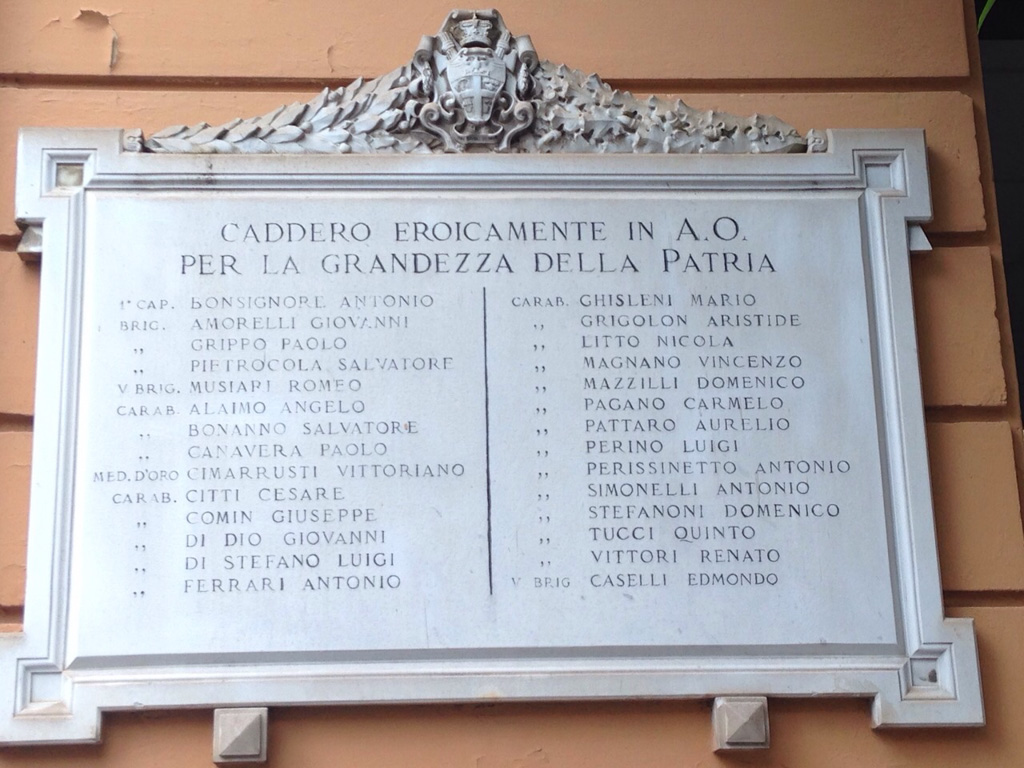 CADDERO EROICAMENTE IN A.O.
PER LA GRANDEZZA DELLA PATRIA
1° CAP. BONSIGNORE ANTONIO
BRIG. AMORELLI GIOVANNI
,, GRIPPO PAOLO
,, PIETROCOLA SALVATORE
V BRIG. MUSIARI ROMEO
CARAB. ALAIMO ANGELO
,, BONANNO SALVATORE
,, CANAVERA PAOLO
MED. D'ORO CIMARRUSTI VITTORIANO
CARAB. CITTI CESARE
,, COMIN GIUSEPPE
,, DI DIO GIOVANNI
,, DI STEFANO LUIGI
,, FERRARI ANTONIO
CARAB. GHISLENI MARIO
,, GRIGOLON ARISTIDE
,, LITTO NICOLA
,, MAGNANO VINCENZO
,, MAZZILLI DOMENICO
,, PAGANO CARMELO
,, PATTARO AURELIO
,, PERINO LUIGI
,, PERISSINETTO ANTONIO
,, SIMONELLI ANTONIO
,, STEFANONI DOMENICO
,, TUCCI QUINTO
,, VITTORI RENATO
V BRIG CASELLI EDMONDO